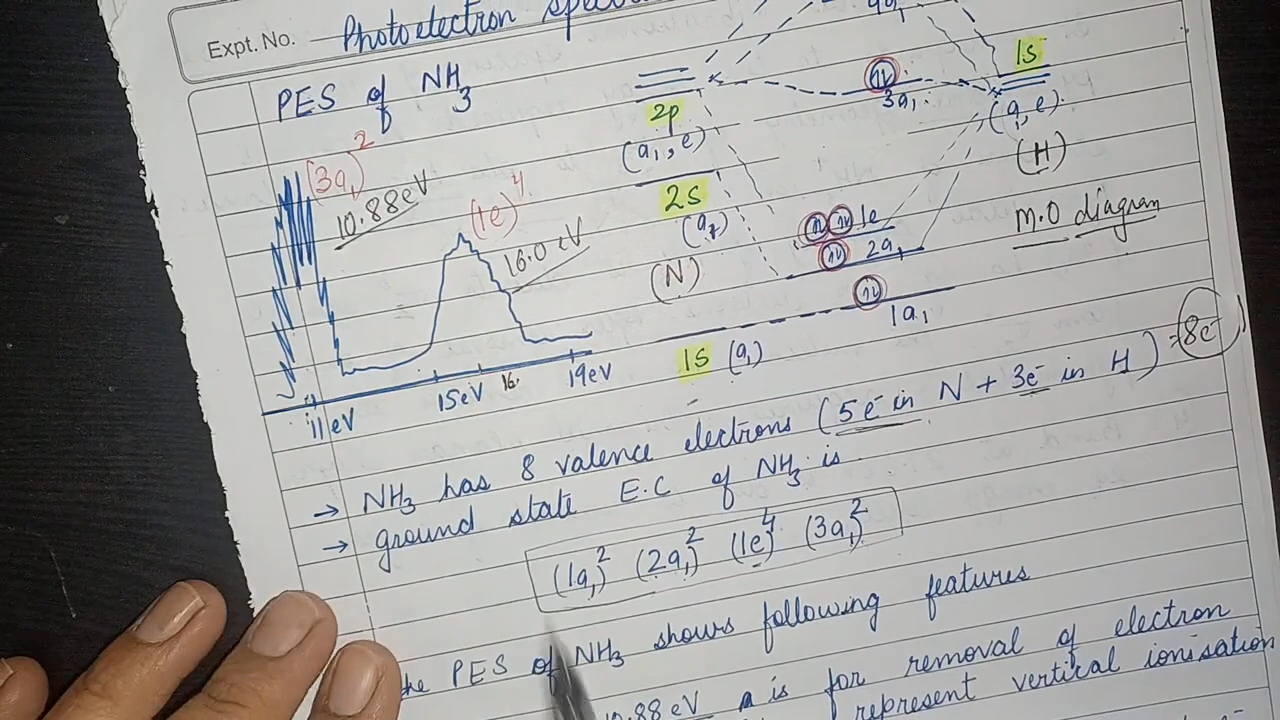 Expt. No. Photoelectron
PES of NH3
(3a1)2
10.88eV
(1e)4
16.0 eV
11eV 15eV 16. 19eV
4a1
2p
(a1, e)
2s
(a1)
(N)
1s (a1)
3a1.
1s
(a1, e).
(H)
1e
2a1
1a1
M.O diagram
→ NH3 has 8 valence electrons (5e- in N + 3e- in H) = 8e-
→ ground state E.C of NH3 is
(1a1)2 (2a1)2 (1e)4 (3a1)2
the PES of NH3 shows following features
10.88 eV is for removal of electron
represent vertical ionisation